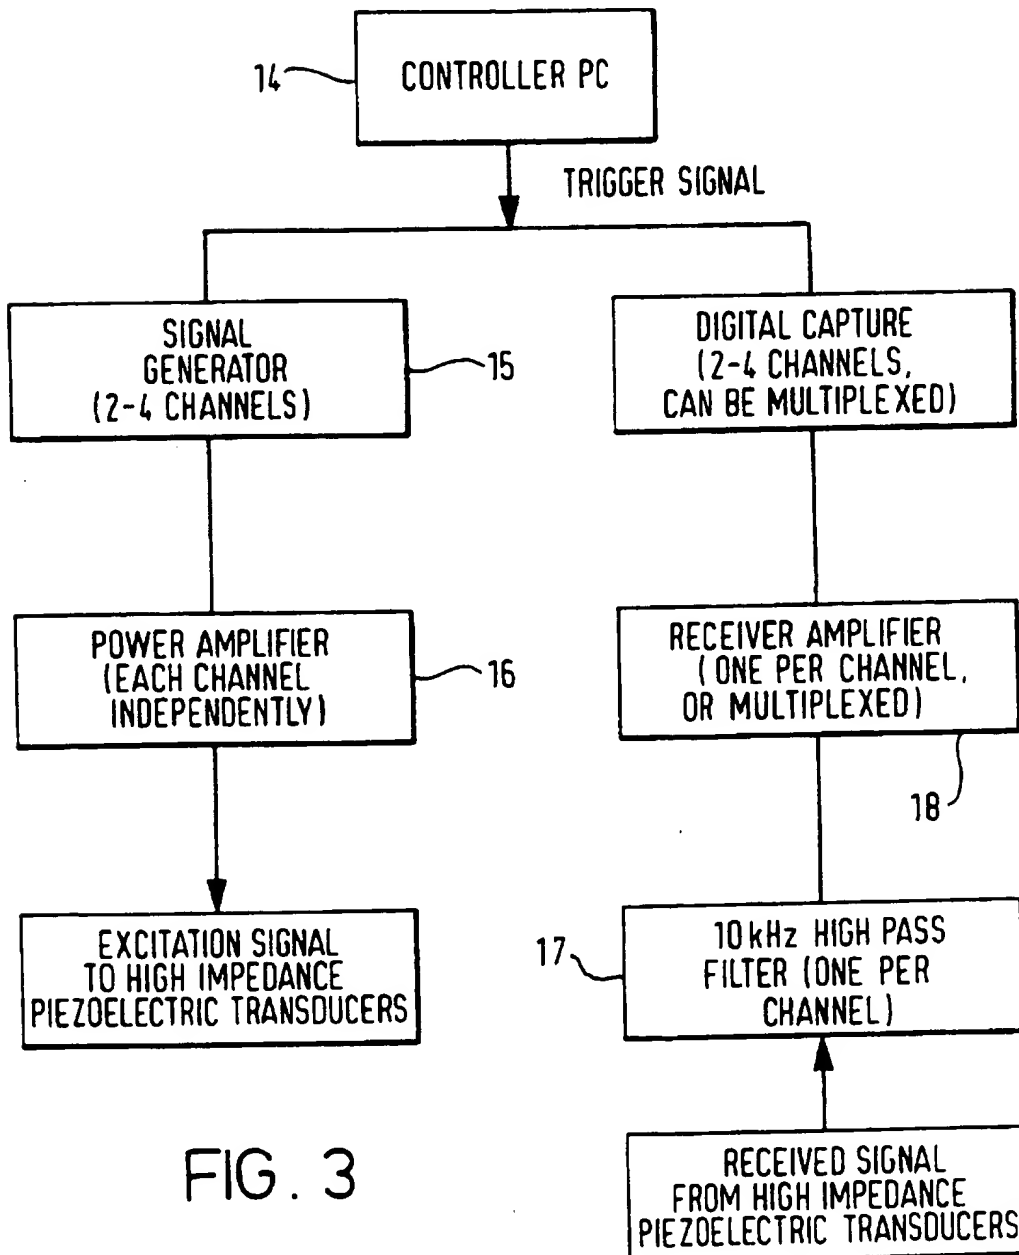 14
CONTROLLER PC
TRIGGER SIGNAL
SIGNAL
GENERATOR
(2-4 CHANNELS)
15
DIGITAL CAPTURE
(2-4 CHANNELS,
CAN BE MULTIPLEXED)
POWER AMPLIFIER
(EACH CHANNEL
INDEPENDENTLY)
16
RECEIVER AMPLIFIER
(ONE PER CHANNEL,
OR MULTIPLEXED)
18
EXCITATION SIGNAL
TO HIGH IMPEDANCE
PIEZOELECTRIC TRANSDUCERS
17
10kHz HIGH PASS
FILTER (ONE PER
CHANNEL)
RECEIVED SIGNAL
FROM HIGH IMPEDANCE
PIEZOELECTRIC TRANSDUCERS
FIG. 3